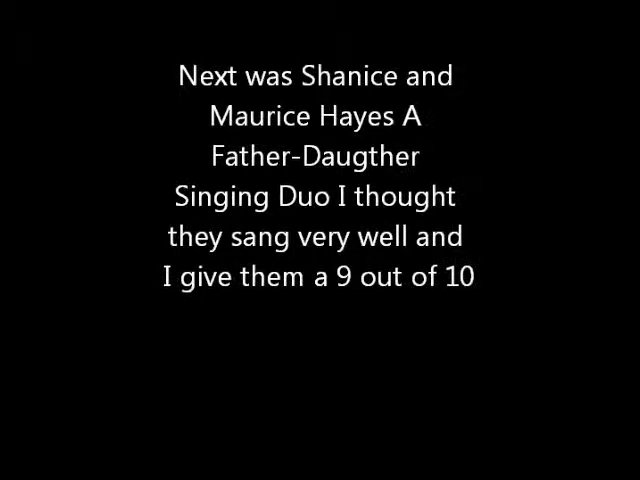 Next was Shanice and
Maurice Hayes A
Father-Daugther
Singing Duo I thought
they sang very well and
I give them a 9 out of 10